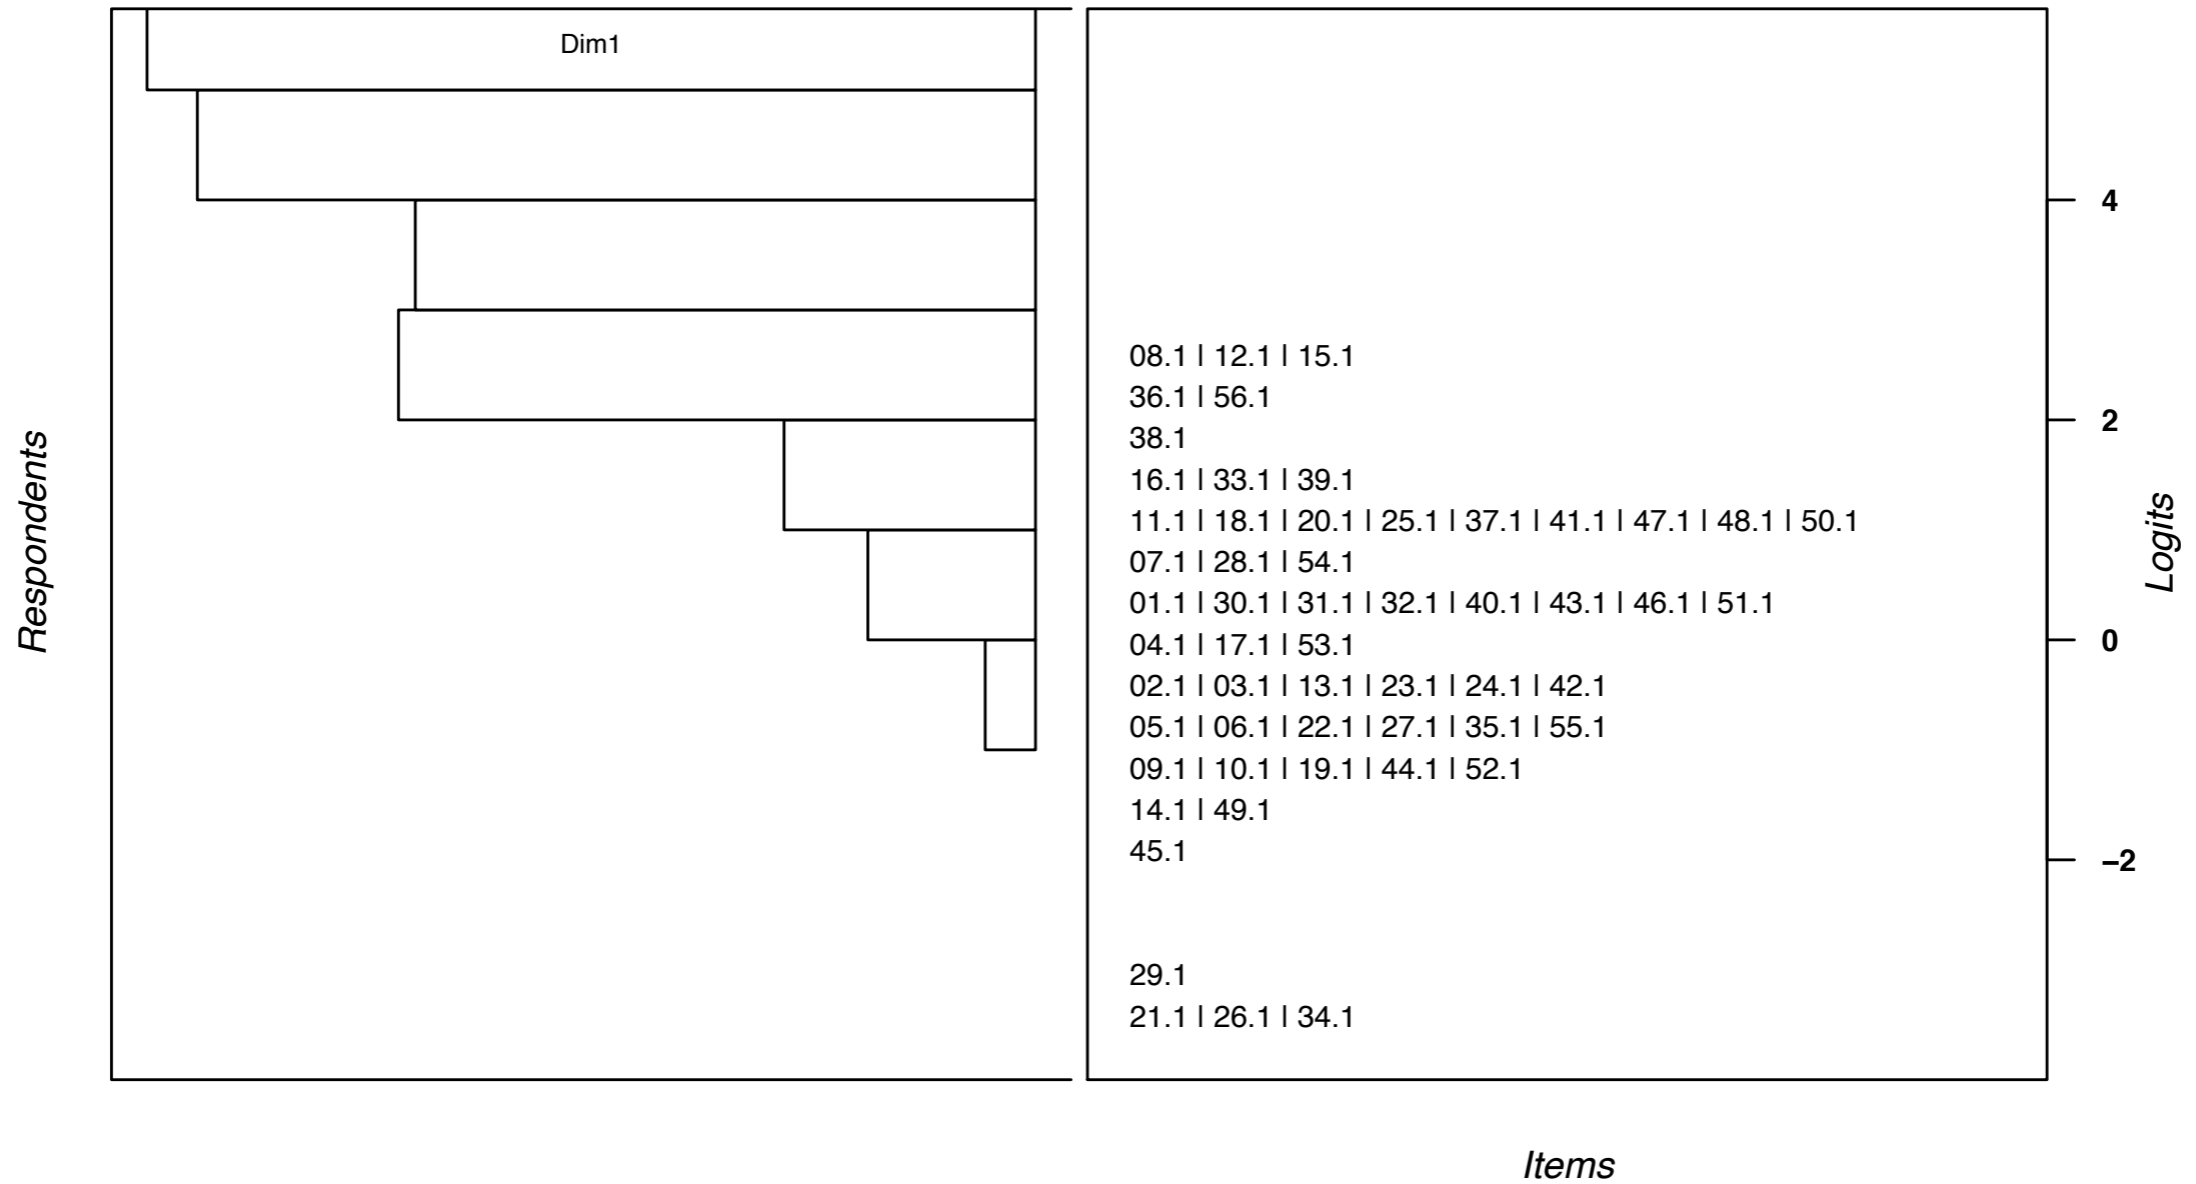 Dim1
Respondents
08.1 | 12.1 | 15.1
36.1 | 56.1
38.1
16.1 | 33.1 | 39.1
11.1 | 18.1 | 20.1 | 25.1 | 37.1 | 41.1 | 47.1 | 48.1 | 50.1
07.1 | 28.1 | 54.1
01.1 | 30.1 | 31.1 | 32.1 | 40.1 | 43.1 | 46.1 | 51.1
04.1 | 17.1 | 53.1
02.1 | 03.1 | 13.1 | 23.1 | 24.1 | 42.1
05.1 | 06.1 | 22.1 | 27.1 | 35.1 | 55.1
09.1 | 10.1 | 19.1 | 44.1 | 52.1
14.1 | 49.1
45.1
29.1
21.1 | 26.1 | 34.1
4
2
0
−2
Logits
Items